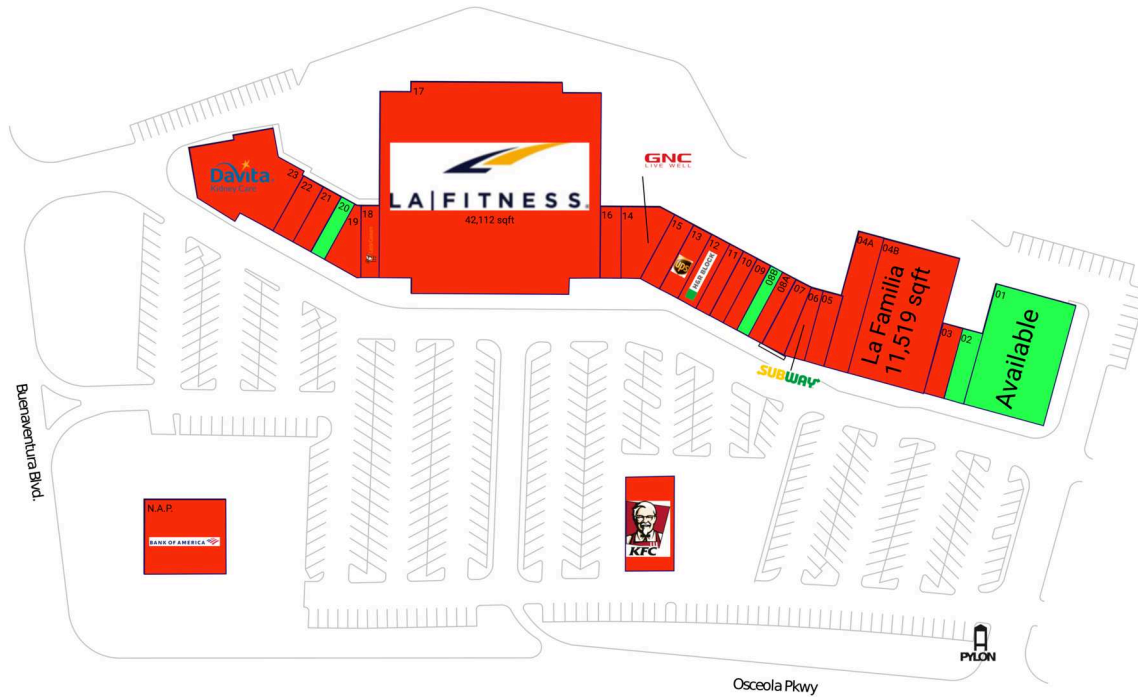 17
LA|FITNESS.
42,112 sqft
DaVita.
Kidney Care
23
22
21
20
19
18
16
14
GNC
LIVE WELL
15
13
12
11
10
09
08B
08A
07
06
05
ups
H&R BLOCK
SUBWAY
04A
04B
La Familia
11,519 sqft
03
02
01
Available
Buenaventura Blvd.
N.A.P.
BANK OF AMERICA
KFC
PYLON
Osceola Pkwy